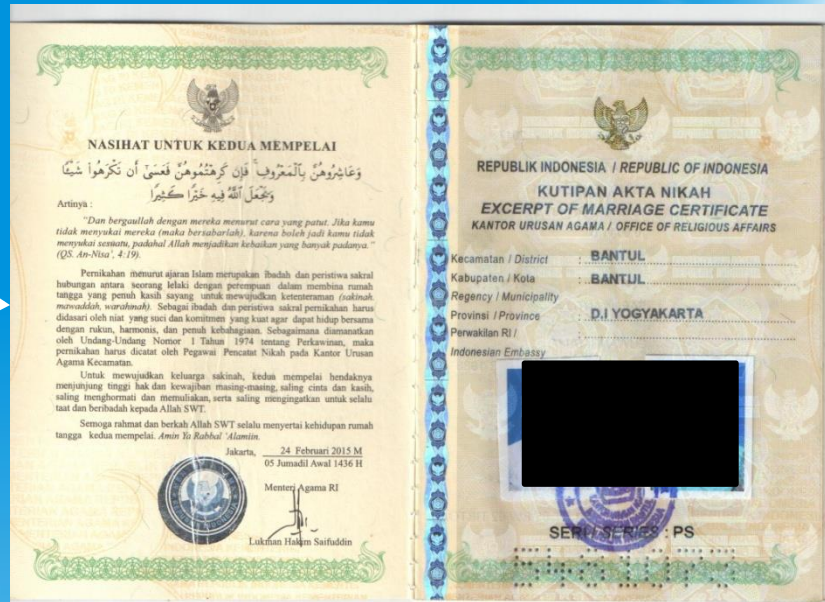 NASIHAT UNTUK KEDUA MEMPELAI
وَعَاشِرُوهُنَّ بِالْمَعْرُوفِ ۚ فَإِن كَرِهْتُمُوهُنَّ فَعَسَىٰ أَن تَكْرَهُوا شَيْئًا
وَيَجْعَلَ اللَّهُ فِيهِ خَيْرًا كَثِيرًا
Artinya :
"Dan bergaullah dengan mereka menurut cara yang patut. Jika kamu
tidak menyukai mereka (maka bersabarlah), karena boleh jadi kamu tidak
menyukai sesuatu, padahal Allah menjadikan kebaikan yang banyak padanya."
(QS. An-Nisa', 4:19).
Pernikahan menurut ajaran Islam merupakan ibadah dan peristiwa sakral
hubungan antara seorang lelaki dengan perempuan dalam membina rumah
tangga yang penuh kasih sayang untuk mewujudkan ketenteraman (sakinah,
mawaddah, warahmah). Sebagai ibadah dan peristiwa sakral pernikahan harus
didasari oleh niat yang suci dan komitmen yang kuat agar dapat hidup bersama
dengan rukun, harmonis, dan penuh kebahagiaan. Sebagaimana diamanatkan
oleh Undang-Undang Nomor 1 Tahun 1974 tentang Perkawinan, maka
pernikahan harus dicatat oleh Pegawai Pencatat Nikah pada Kantor Urusan
Agama Kecamatan.
Untuk mewujudkan keluarga sakinah, kedua mempelai hendaknya
menjunjung tinggi hak dan kewajiban masing-masing, saling cinta dan kasih,
saling menghormati dan memuliakan, serta saling mengingatkan untuk selalu
taat dan beribadah kepada Allah SWT.
Semoga rahmat dan berkah Allah SWT selalu menyertai kehidupan rumah
tangga kedua mempelai. Amin Ya Rabbal 'Alamiin.
Jakarta, 24 Februari 2015 M
05 Jumadil Awal 1436 H
Menteri Agama RI
Lukman Hakim Saifuddin
REPUBLIK INDONESIA / REPUBLIC OF INDONESIA
KUTIPAN AKTA NIKAH
EXCERPT OF MARRIAGE CERTIFICATE
KANTOR URUSAN AGAMA / OFFICE OF RELIGIOUS AFFAIRS
Kecamatan / District : BANTUL
Kabupaten / Kota : BANTUL
Regency / Municipality
Provinsi / Province : D.I YOGYAKARTA
Perwakilan RI /
Indonesian Embassy
SERI / SERIES : PS